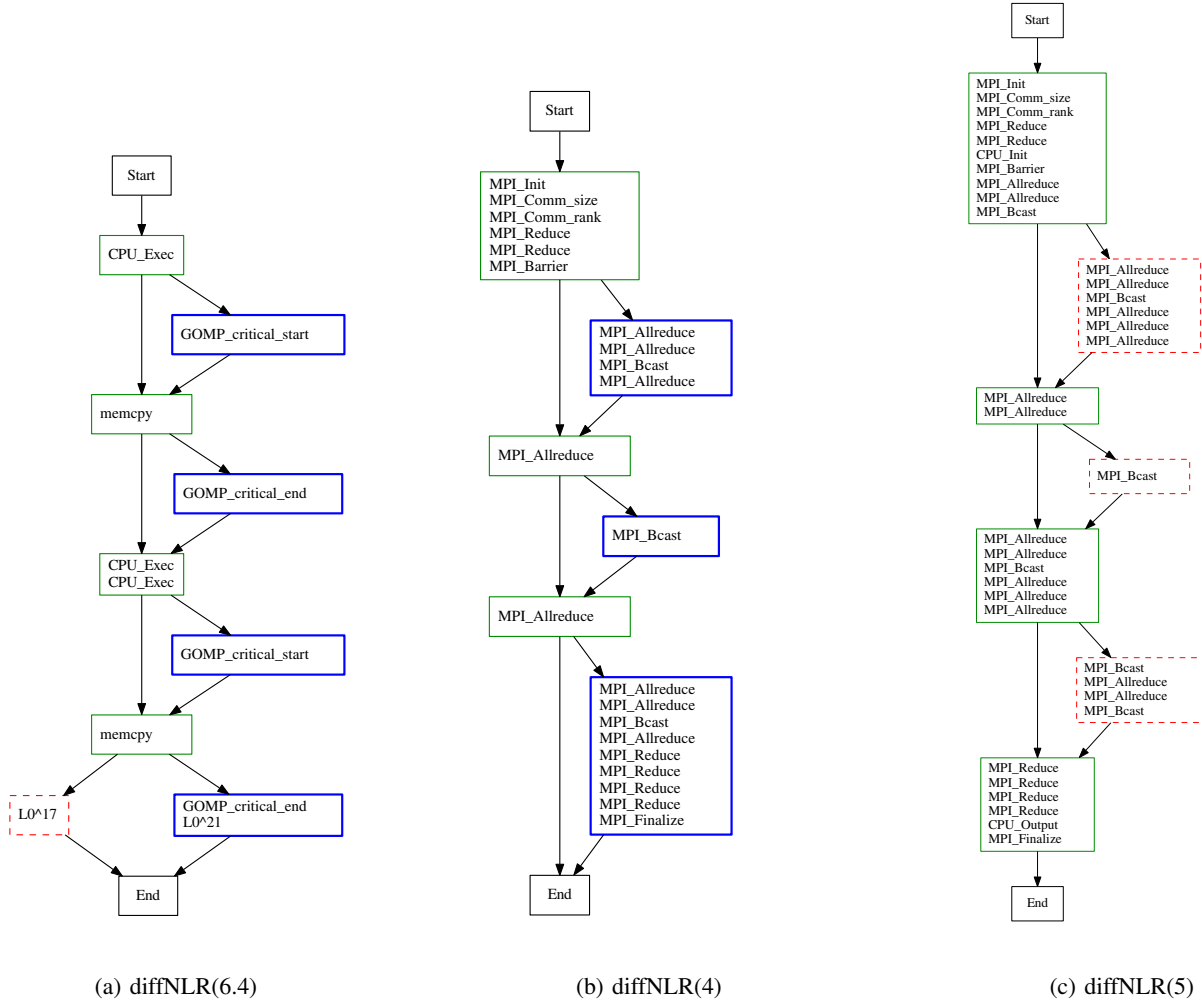 Start
CPU_Exec
GOMP_critical_start
memcpy
GOMP_critical_end
CPU_Exec
CPU_Exec
GOMP_critical_start
memcpy
L0^17
GOMP_critical_end
L0^21
End
(a) diffNLR(6.4)
Start
MPI_Init
MPI_Comm_size
MPI_Comm_rank
MPI_Reduce
MPI_Reduce
MPI_Barrier
MPI_Allreduce
MPI_Allreduce
MPI_Bcast
MPI_Allreduce
MPI_Allreduce
MPI_Bcast
MPI_Allreduce
MPI_Allreduce
MPI_Allreduce
MPI_Bcast
MPI_Allreduce
MPI_Reduce
MPI_Reduce
MPI_Reduce
MPI_Reduce
MPI_Finalize
End
(b) diffNLR(4)
Start
MPI_Init
MPI_Comm_size
MPI_Comm_rank
MPI_Reduce
MPI_Reduce
CPU_Init
MPI_Barrier
MPI_Allreduce
MPI_Allreduce
MPI_Bcast
MPI_Allreduce
MPI_Allreduce
MPI_Bcast
MPI_Allreduce
MPI_Allreduce
MPI_Allreduce
MPI_Allreduce
MPI_Allreduce
MPI_Bcast
MPI_Allreduce
MPI_Allreduce
MPI_Bcast
MPI_Allreduce
MPI_Allreduce
MPI_Allreduce
MPI_Bcast
MPI_Allreduce
MPI_Allreduce
MPI_Bcast
MPI_Reduce
MPI_Reduce
MPI_Reduce
MPI_Reduce
CPU_Output
MPI_Finalize
End
(c) diffNLR(5)